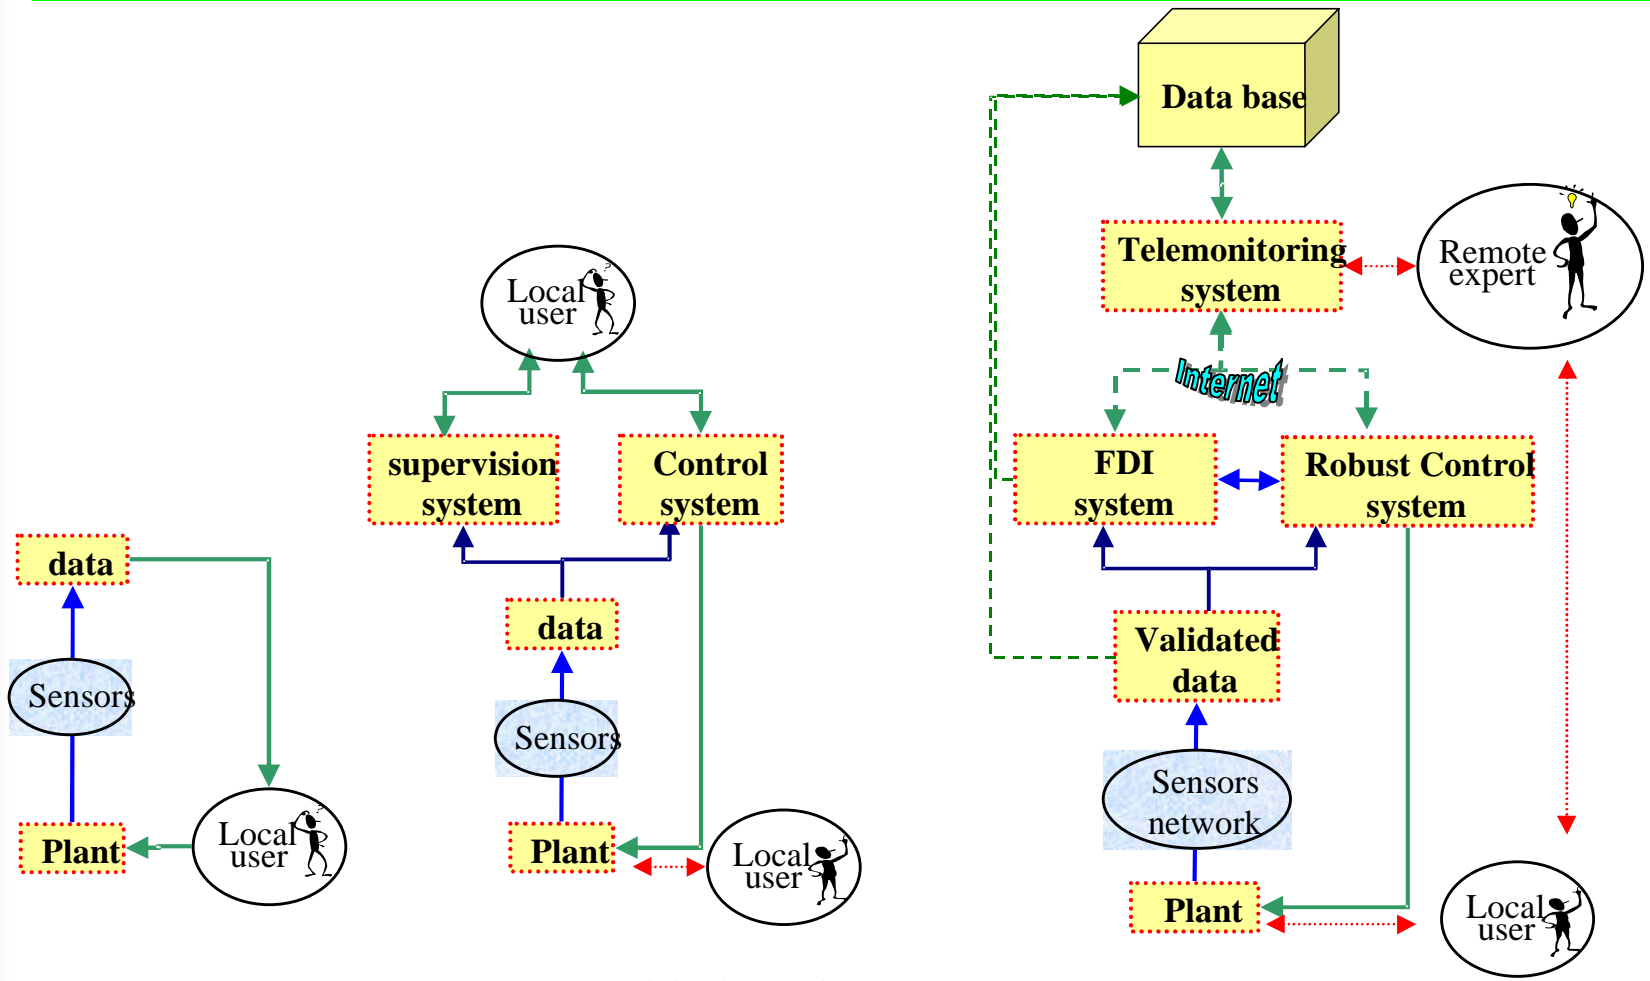 data
Sensors
Plant
Local
user
Local
user
supervision
system
Control
system
data
Sensors
Plant
Local
user
Data base
Telemonitoring
system
Remote
expert
Internet
FDI
system
Robust Control
system
Validated
data
Sensors
network
Plant
Local
user